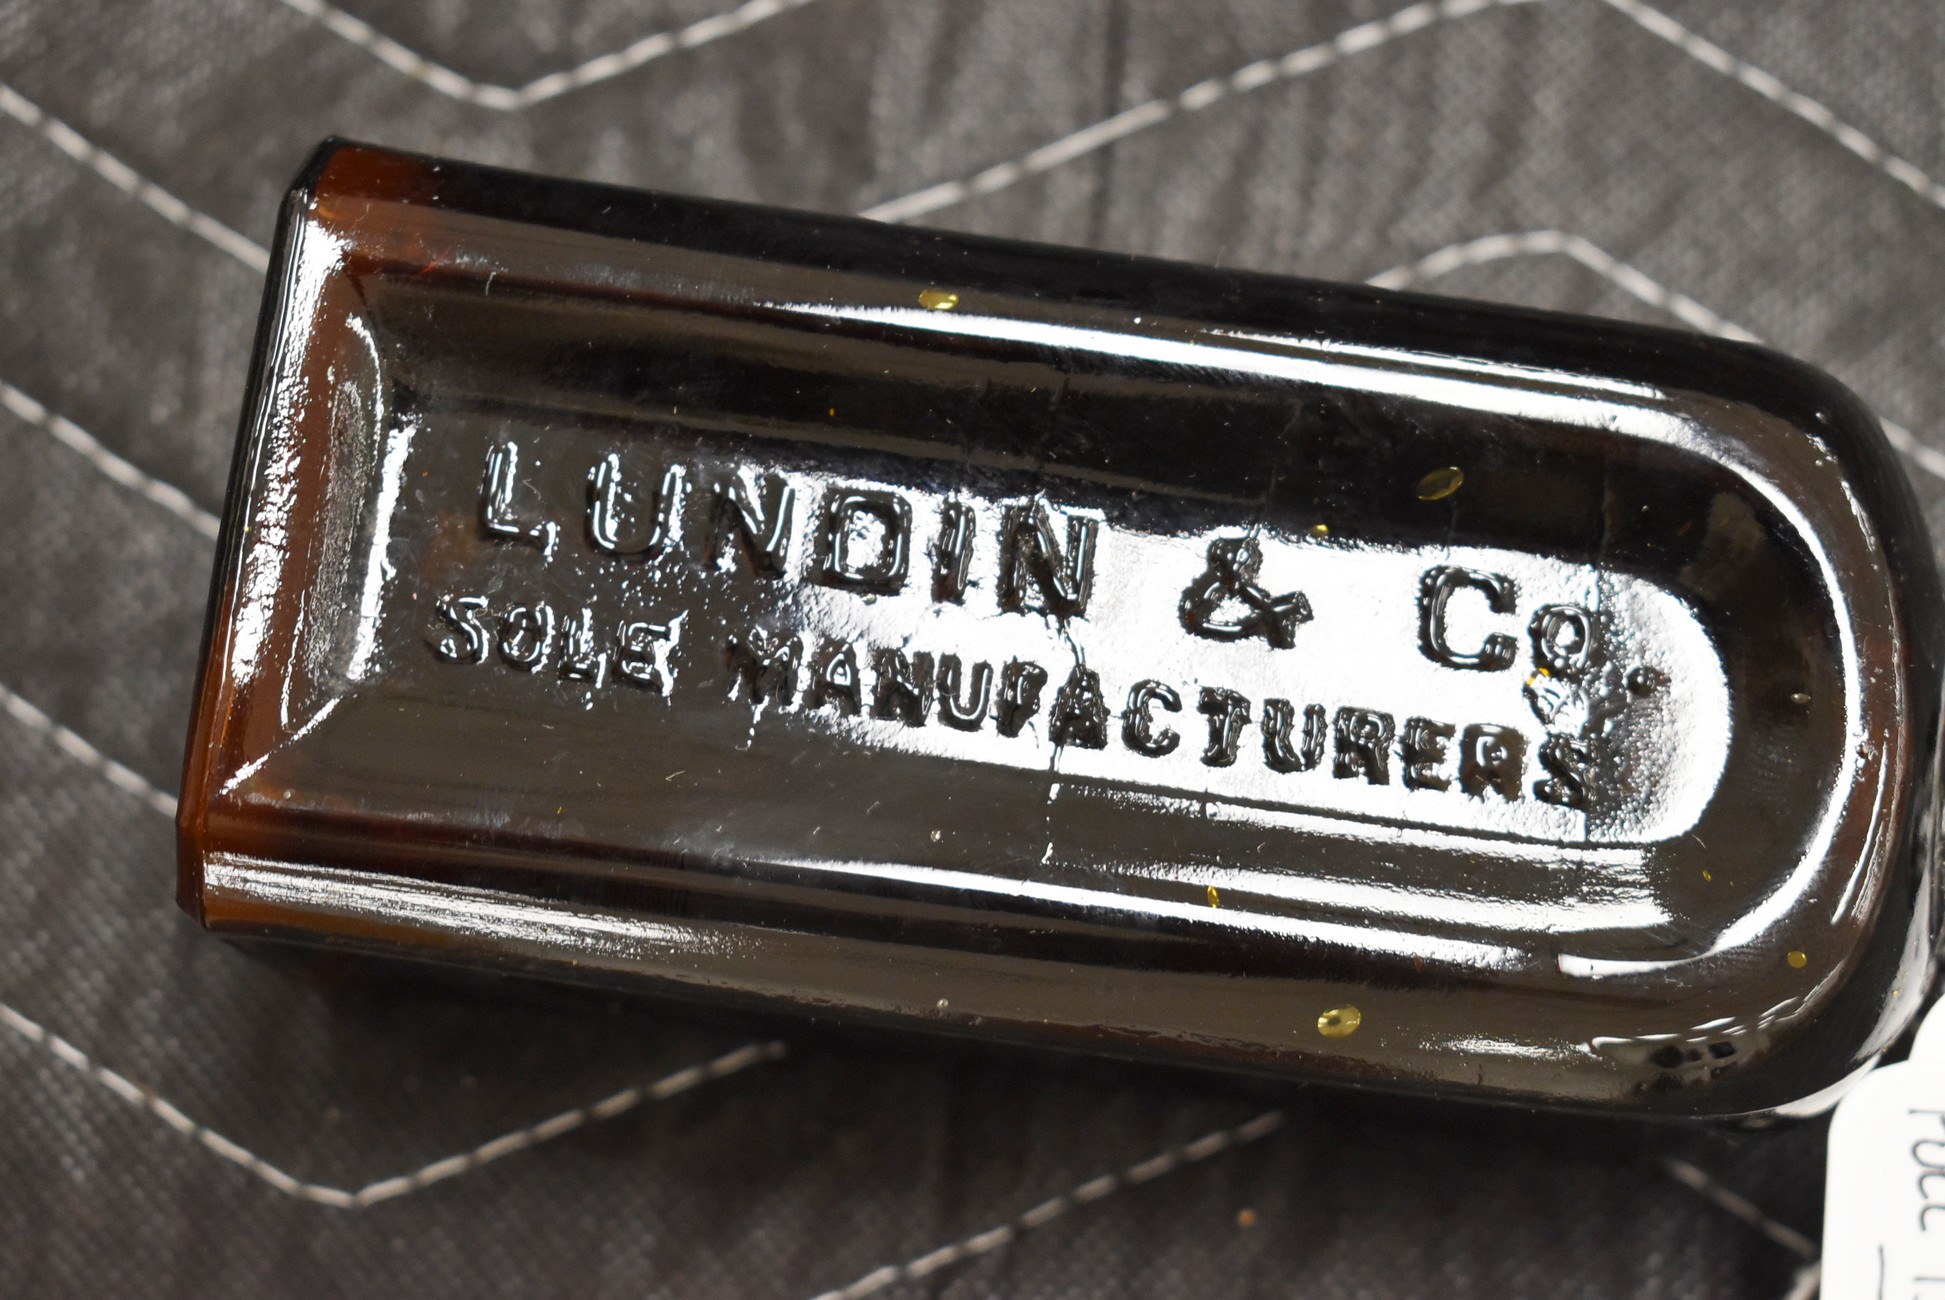 LUNDIN & Co.
SOLE MANUFACTURERS